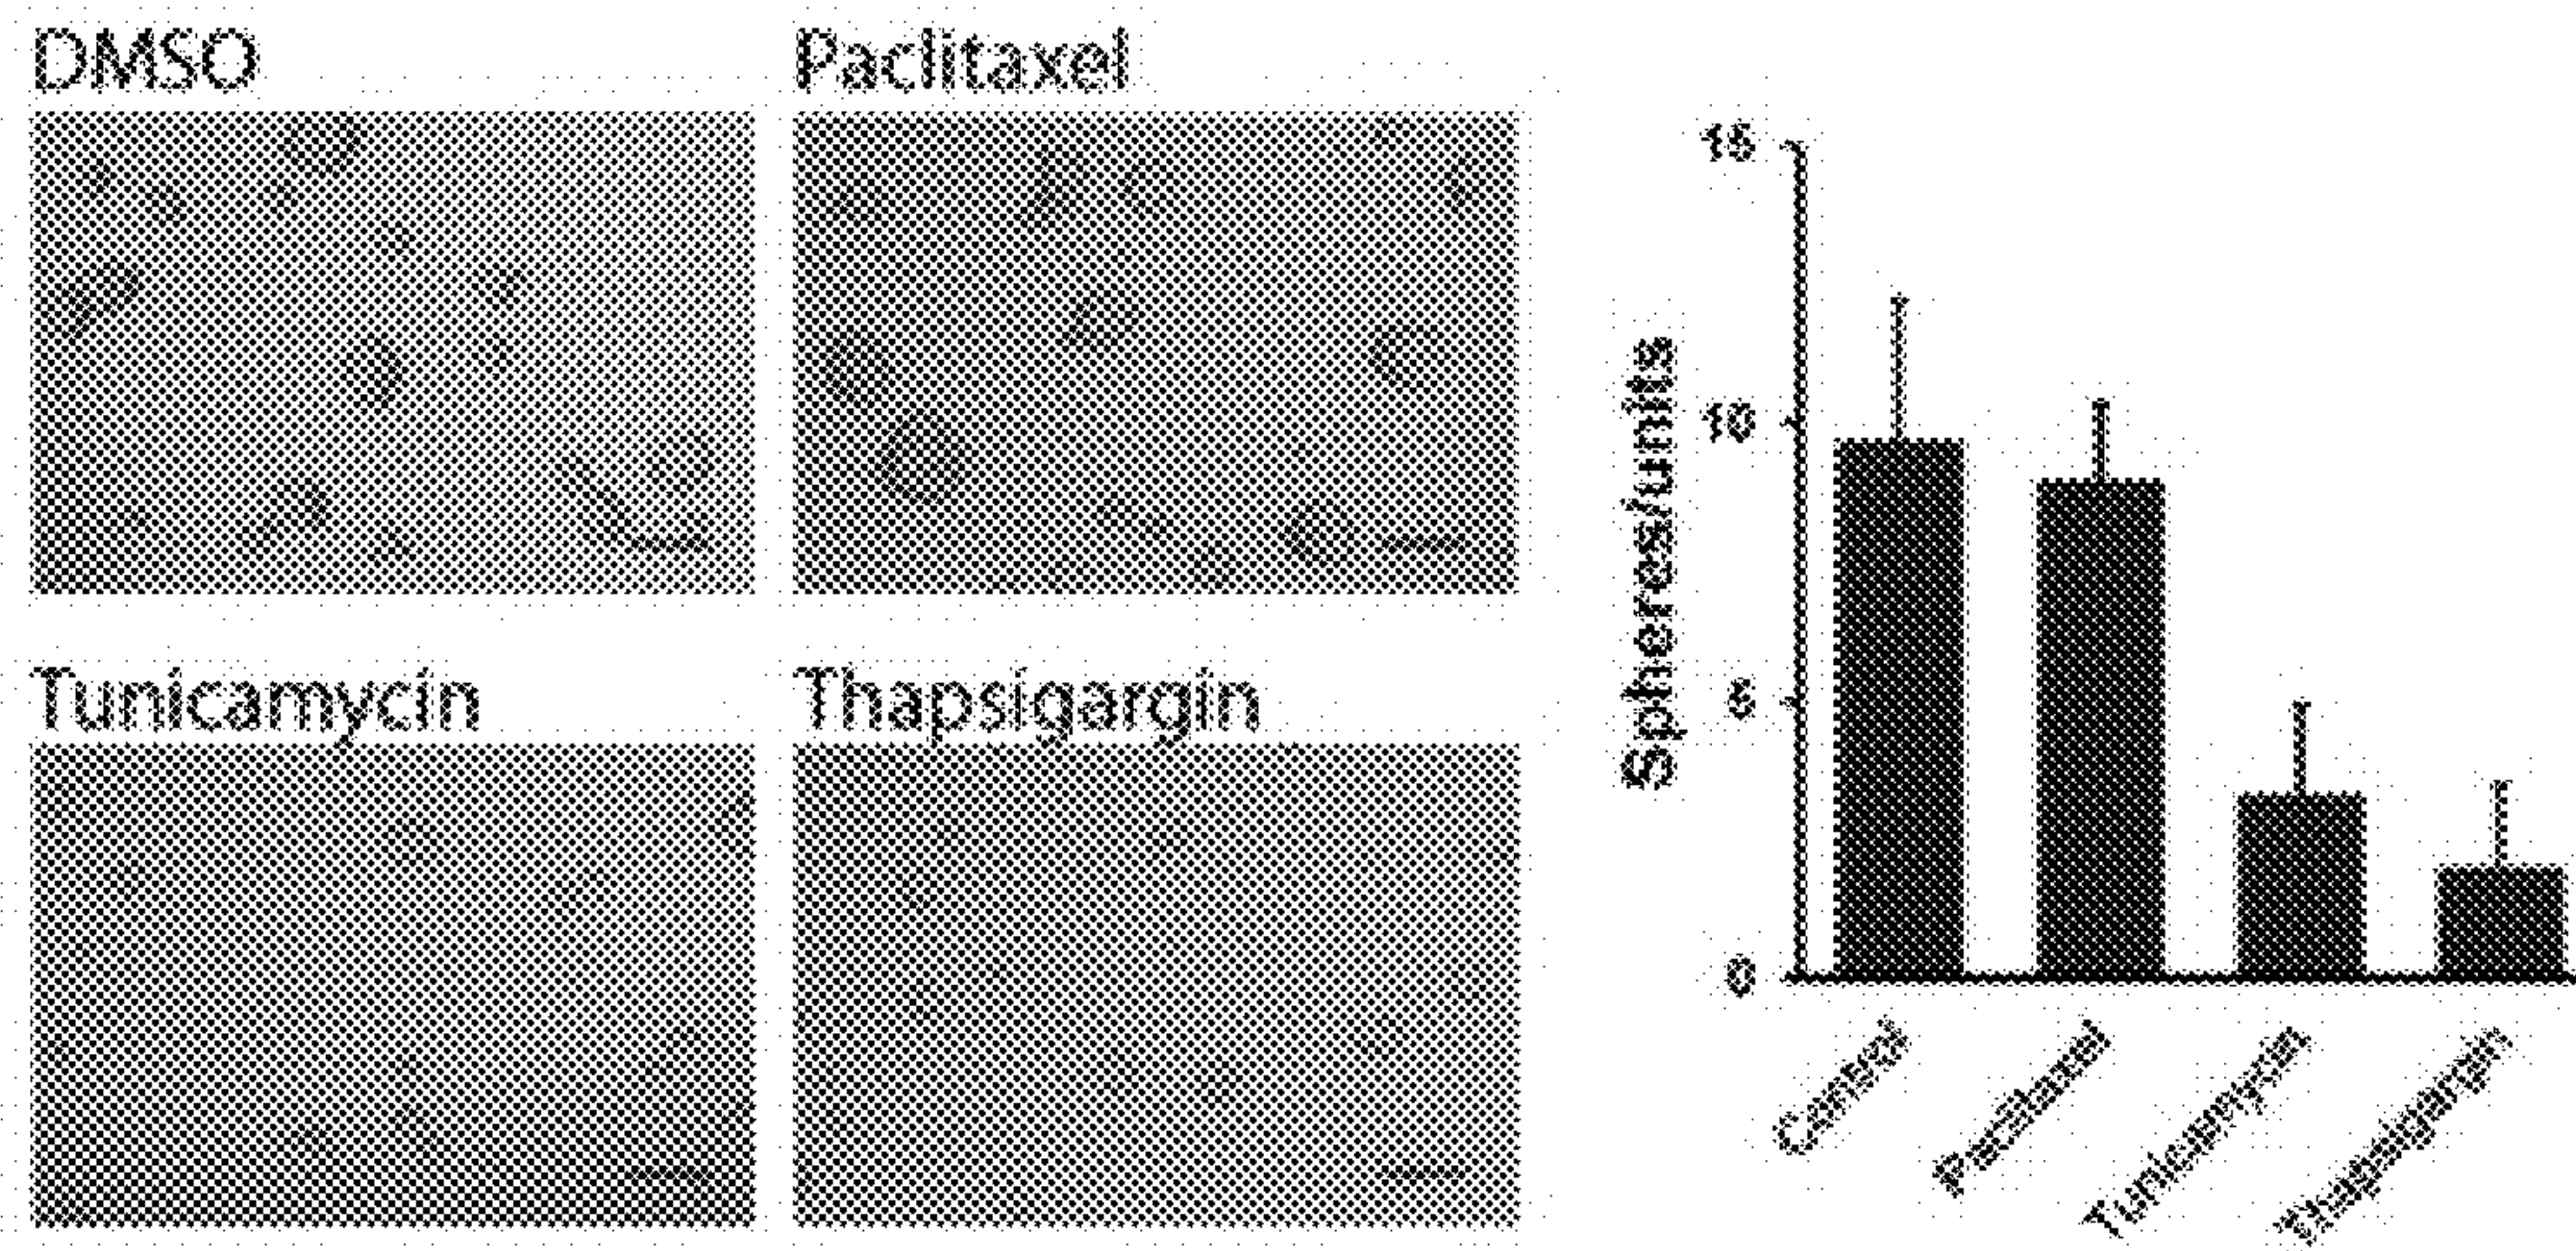 DMSO
Paclitaxel
Tunicamycin
Thapsigargin
Spheres/units
15
10
5
0
Control
Paclitaxel
Tunicamycin
Thapsigargin